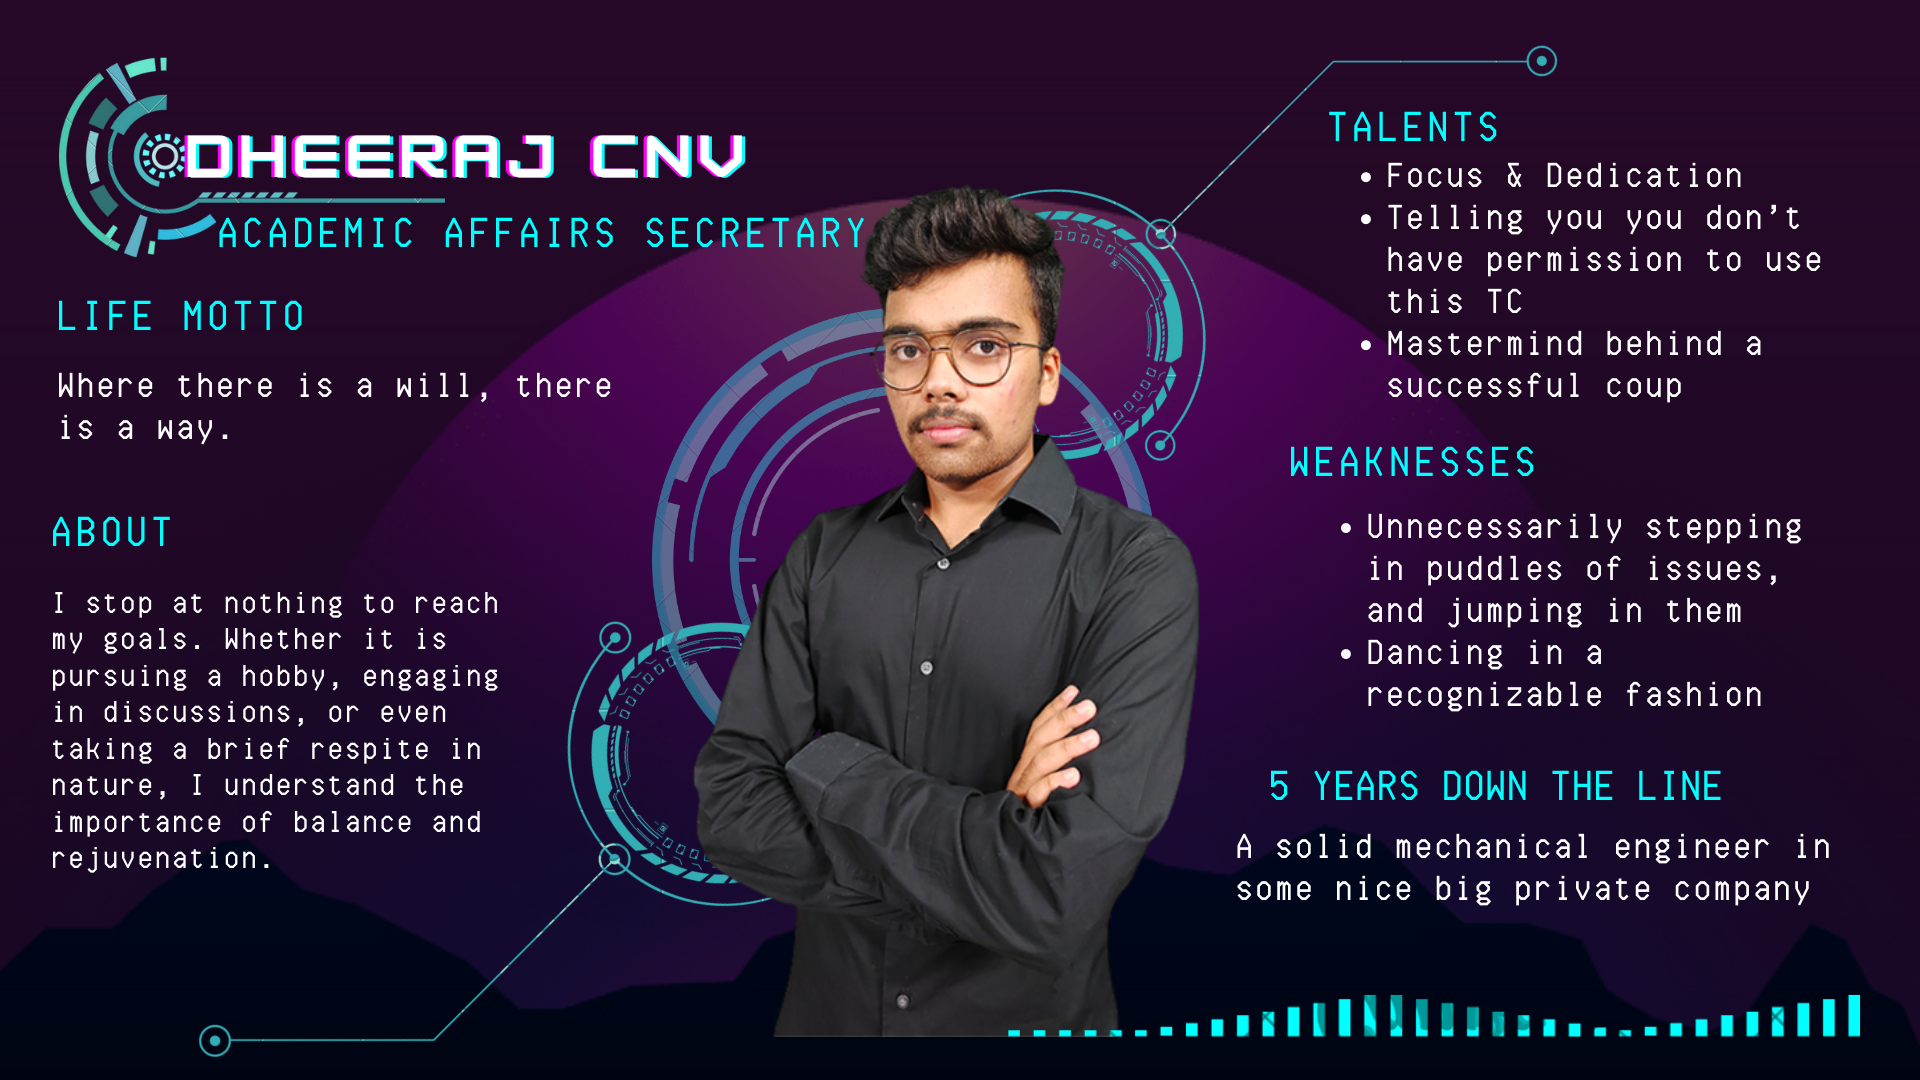 DHEERAJ CNV
ACADEMIC AFFAIRS SECRETARY
LIFE MOTTO
Where there is a will, there
is a way.
ABOUT
I stop at nothing to reach
my goals. Whether it is
pursuing a hobby, engaging
in discussions, or even
taking a brief respite in
nature, I understand the
importance of balance and
rejuvenation.
TALENTS
• Focus & Dedication
• Telling you you don't
have permission to use
this TC
• Mastermind behind a
successful coup
WEAKNESSES
• Unnecessarily stepping
in puddles of issues,
and jumping in them
• Dancing in a
recognizable fashion
5 YEARS DOWN THE LINE
A solid mechanical engineer in
some nice big private company